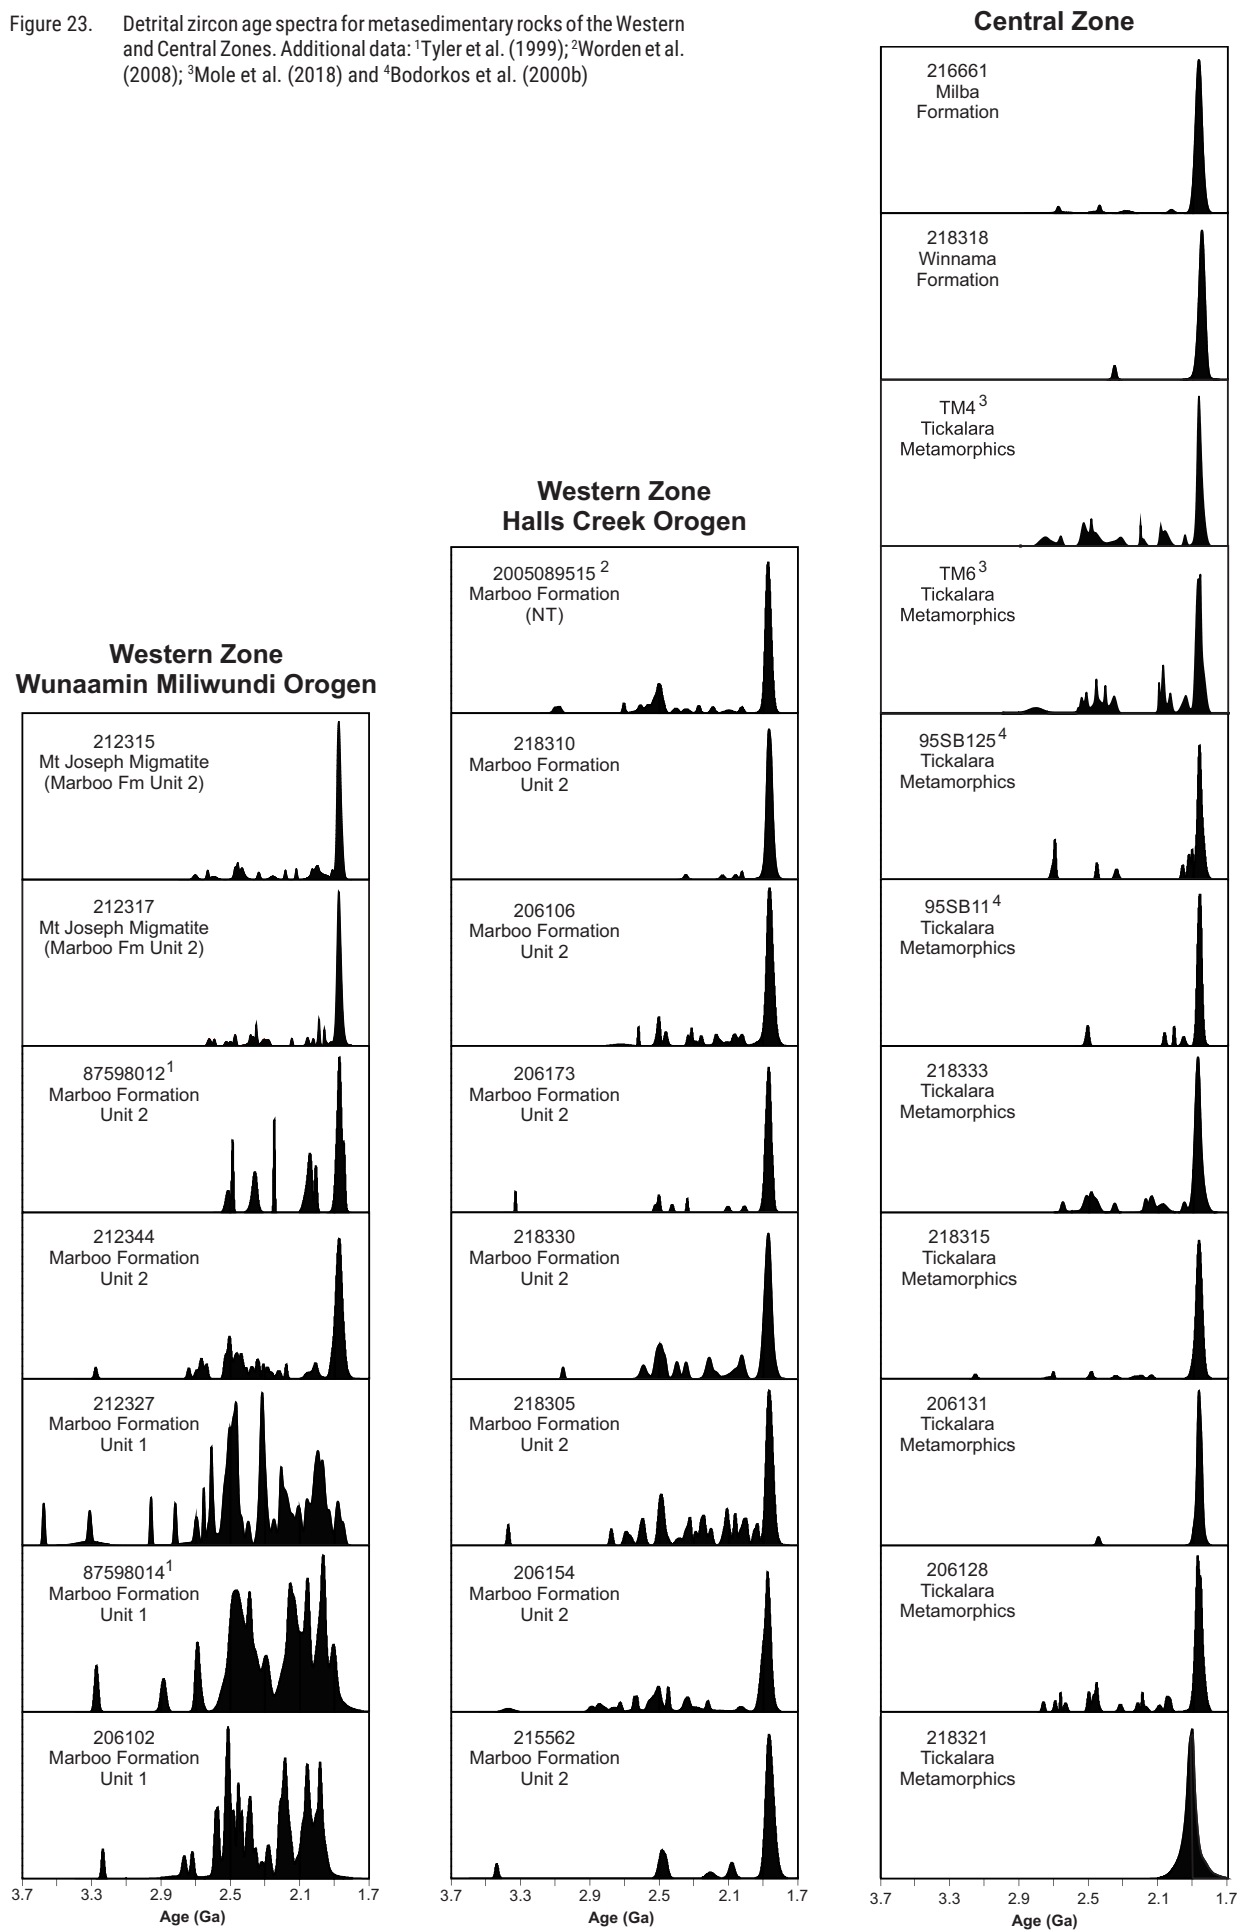 Figure 23. Detrital zircon age spectra for metasedimentary rocks of the Western
and Central Zones. Additional data: ¹Tyler et al. (1999); ²Worden et al.
(2008); ³Mole et al. (2018) and ⁴Bodorkos et al. (2000b)
Western Zone
Wunaamin Miliwundi Orogen
212315
Mt Joseph Migmatite
(Marboo Fm Unit 2)
212317
Mt Joseph Migmatite
(Marboo Fm Unit 2)
87598012¹
Marboo Formation
Unit 2
212344
Marboo Formation
Unit 2
212327
Marboo Formation
Unit 1
87598014¹
Marboo Formation
Unit 1
206102
Marboo Formation
Unit 1
3.7 3.3 2.9 2.5 2.1 1.7
Age (Ga)
Western Zone
Halls Creek Orogen
2005089515 ²
Marboo Formation
(NT)
218310
Marboo Formation
Unit 2
206106
Marboo Formation
Unit 2
206173
Marboo Formation
Unit 2
218330
Marboo Formation
Unit 2
218305
Marboo Formation
Unit 2
206154
Marboo Formation
Unit 2
215562
Marboo Formation
Unit 2
3.7 3.3 2.9 2.5 2.1 1.7
Age (Ga)
Central Zone
216661
Milba
Formation
218318
Winnama
Formation
TM4 ³
Tickalara
Metamorphics
TM6 ³
Tickalara
Metamorphics
95SB125 ⁴
Tickalara
Metamorphics
95SB11 ⁴
Tickalara
Metamorphics
218333
Tickalara
Metamorphics
218315
Tickalara
Metamorphics
206131
Tickalara
Metamorphics
206128
Tickalara
Metamorphics
218321
Tickalara
Metamorphics
3.7 3.3 2.9 2.5 2.1 1.7
Age (Ga)